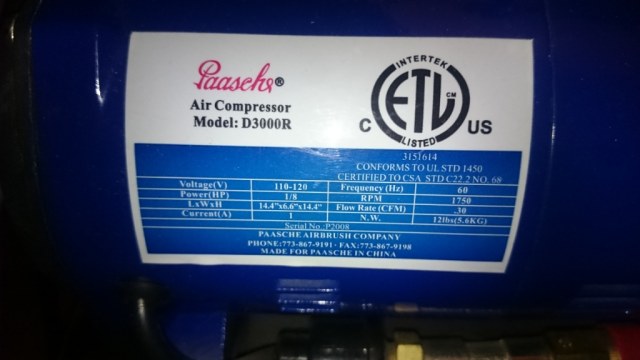 Paasche®
Air Compressor
Model: D3000R
INTERTEK
ETL CM
LISTED
C US
3151614
CONFORMS TO UL STD 1450
CERTIFIED TO CSA STD C22.2 NO. 68
Voltage(V) 110-120 Frequency (Hz) 60
Power(HP) 1/8 RPM 1750
LxWxH 14.4"x6.6"x14.4" Flow Rate (CFM) .30
Current(A) 1 N.W. 12lbs(5.6KG)
Serial No.:P2008
PAASCHE AIRBRUSH COMPANY
PHONE:773-867-9191 · FAX:773-867-9198
MADE FOR PAASCHE IN CHINA